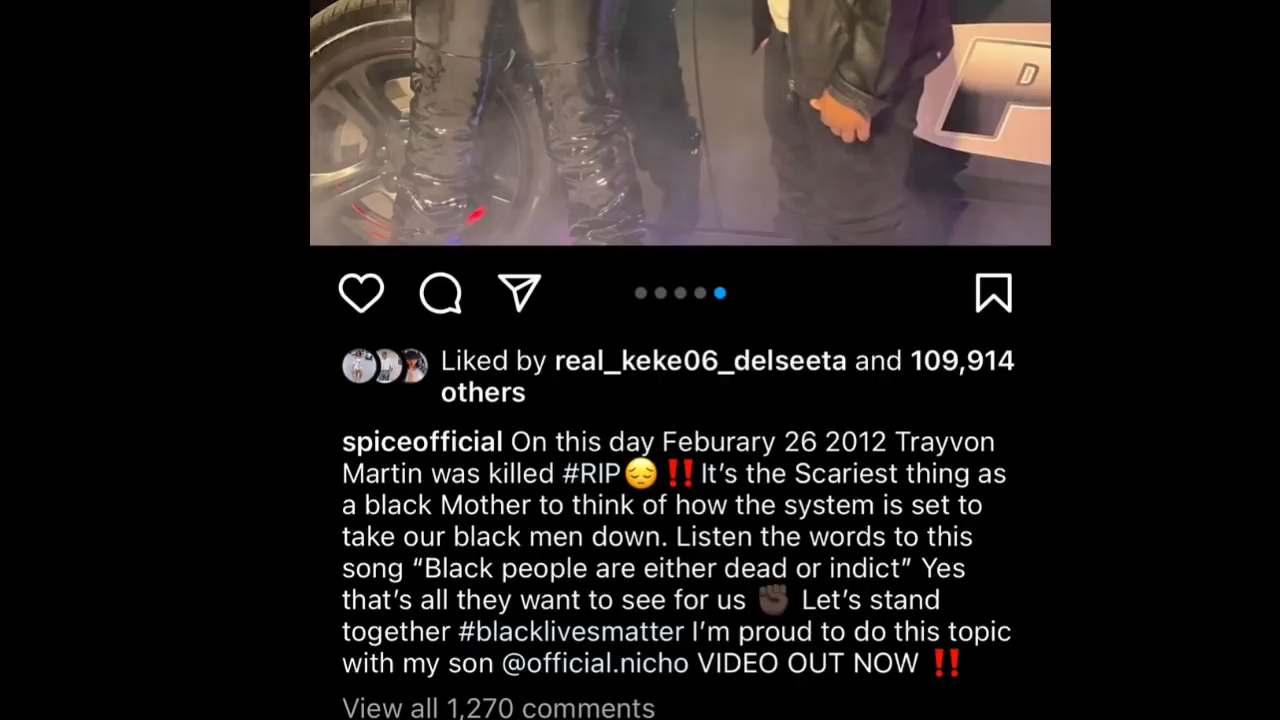 D
Liked by real_keke06_delseeta and 109,914
others
spiceofficial On this day Feburary 26 2012 Trayvon
Martin was killed #RIP😔‼️It’s the Scariest thing as
a black Mother to think of how the system is set to
take our black men down. Listen the words to this
song “Black people are either dead or indict” Yes
that’s all they want to see for us ✊🏿 Let’s stand
together #blacklivesmatter I’m proud to do this topic
with my son @official.nicho VIDEO OUT NOW ‼️
View all 1,270 comments